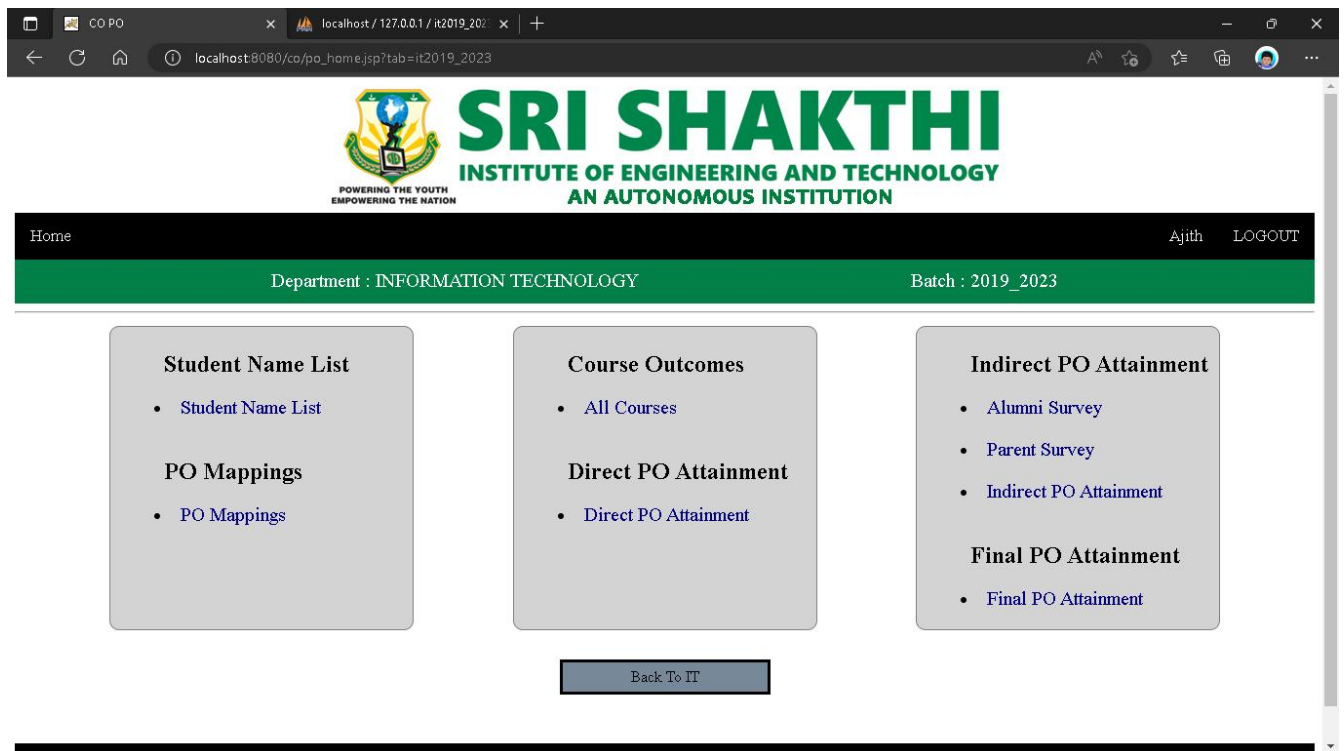 CO PO
localhost / 127.0.0.1 / it2019_202
localhost:8080/co/po_home.jsp?tab=it2019_2023
SRI SHAKTHI
INSTITUTE OF ENGINEERING AND TECHNOLOGY
AN AUTONOMOUS INSTITUTION
POWERING THE YOUTH
EMPOWERING THE NATION
Home Ajith LOGOUT
Department : INFORMATION TECHNOLOGY Batch : 2019_2023
Student Name List
• Student Name List
PO Mappings
• PO Mappings
Course Outcomes
• All Courses
Direct PO Attainment
• Direct PO Attainment
Indirect PO Attainment
• Alumni Survey
• Parent Survey
• Indirect PO Attainment
Final PO Attainment
• Final PO Attainment
Back To IT